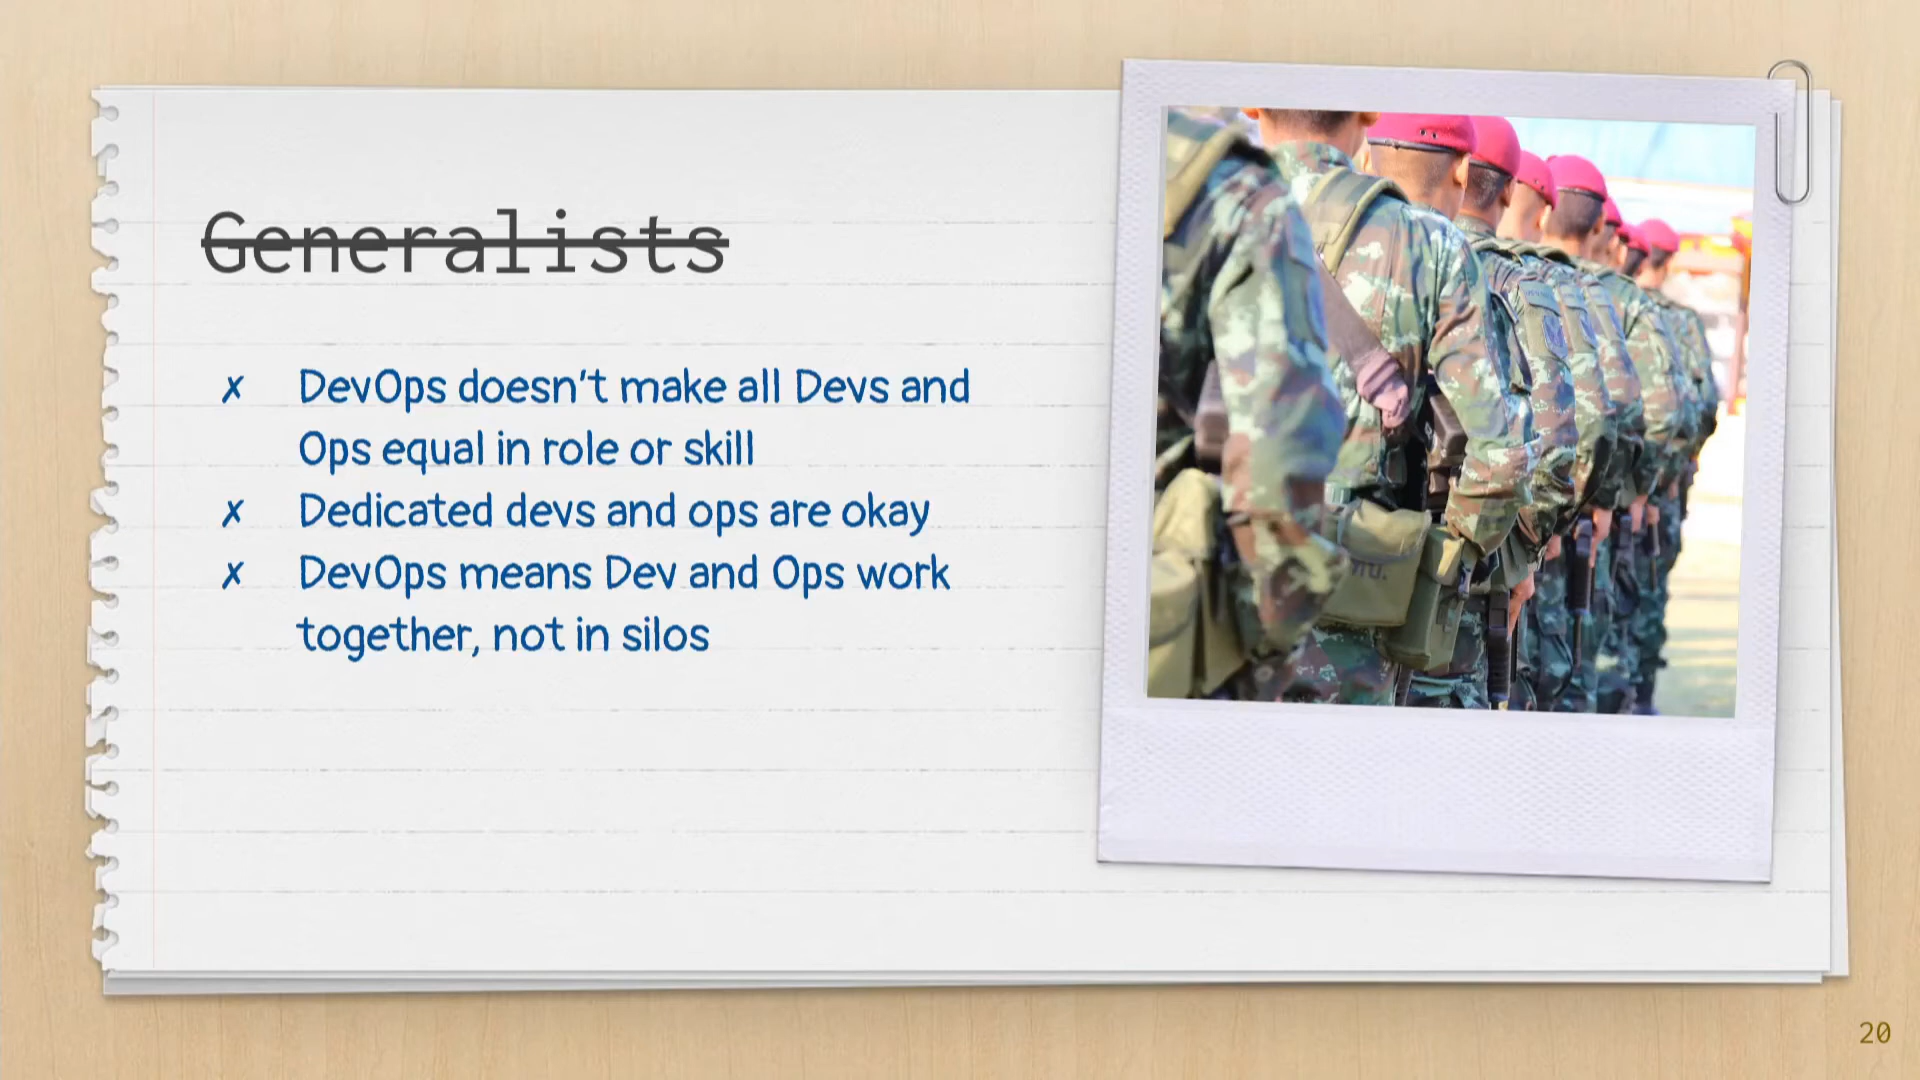 Generalists
✗ DevOps doesn't make all Devs and
Ops equal in role or skill
✗ Dedicated devs and ops are okay
✗ DevOps means Dev and Ops work
together, not in silos
20